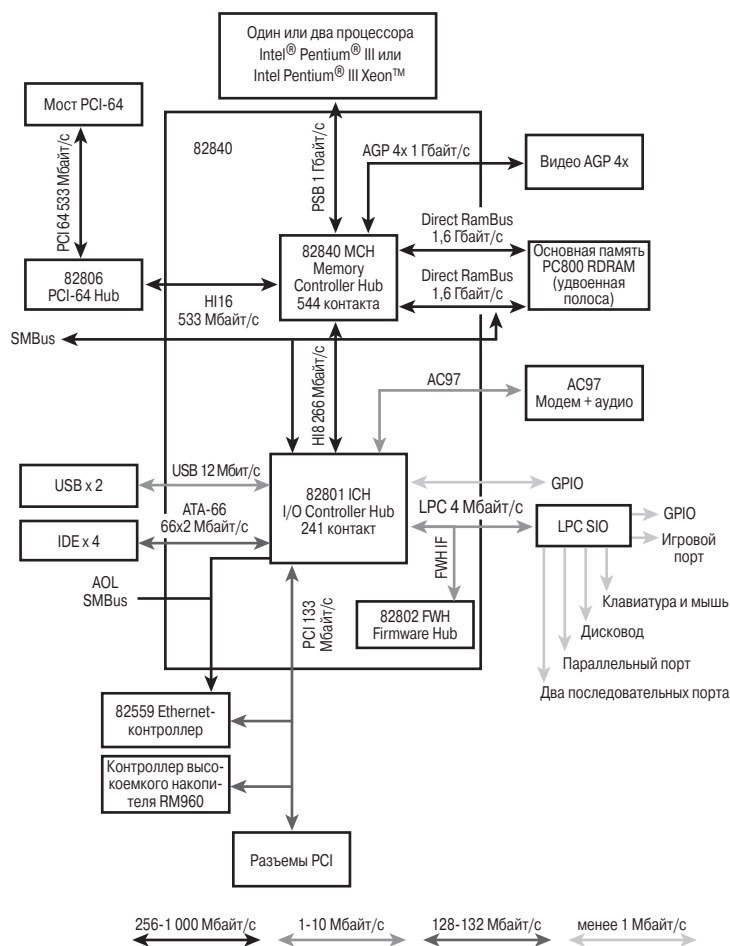 Один или два процессора
Intel® Pentium® III или
Intel Pentium® III Xeon™
Мост PCI-64
82840
PCI 64 533 Мбайт/с
PSB 1 Гбайт/с
AGP 4x 1 Гбайт/с
Видео AGP 4x
82806
PCI-64 Hub
HI16
533 Мбайт/с
82840 MCH
Memory
Controller Hub
544 контакта
Direct RamBus
1,6 Гбайт/с
Direct RamBus
1,6 Гбайт/с
Основная память
PC800 RDRAM
(удвоенная
полоса)
SMBus
HI8 266 Мбайт/с
AC97
AC97
Модем + аудио
USB x 2
USB 12 Мбит/с
IDE x 4
ATA-66
66x2 Мбайт/с
82801 ICH
I/O Controller Hub
241 контакт
GPIO
LPC 4 Мбайт/с
LPC SIO
GPIO
Игровой
порт
AOL
SMBus
PCI 133
Мбайт/с
FWH IF
82802 FWH
Firmware Hub
Клавиатура и мышь
Дисковод
Параллельный порт
Два последовательных порта
82559 Ethernet-
контроллер
Контроллер высо-
коемкого накопи-
теля RM960
Разъемы PCI
256-1 000 Мбайт/с
1-10 Мбайт/с
128-132 Мбайт/с
менее 1 Мбайт/с